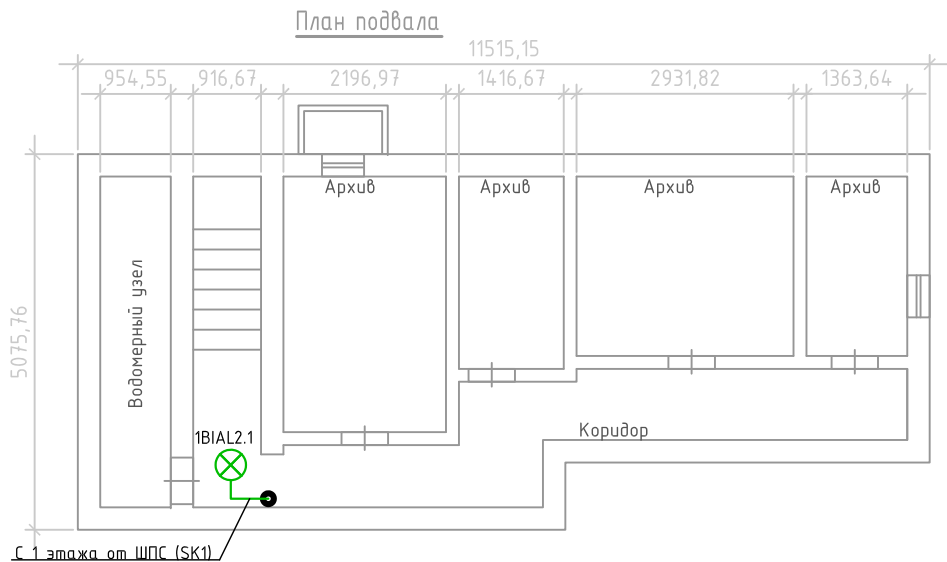 План подвала
11515,15
954,55
916,67
2196,97
1416,67
2931,82
1363,64
Архив
Архив
Архив
Архив
Водомерный узел
5075,76
1BIAL2.1
Коридор
С 1 этажа от ШПС (SK1)